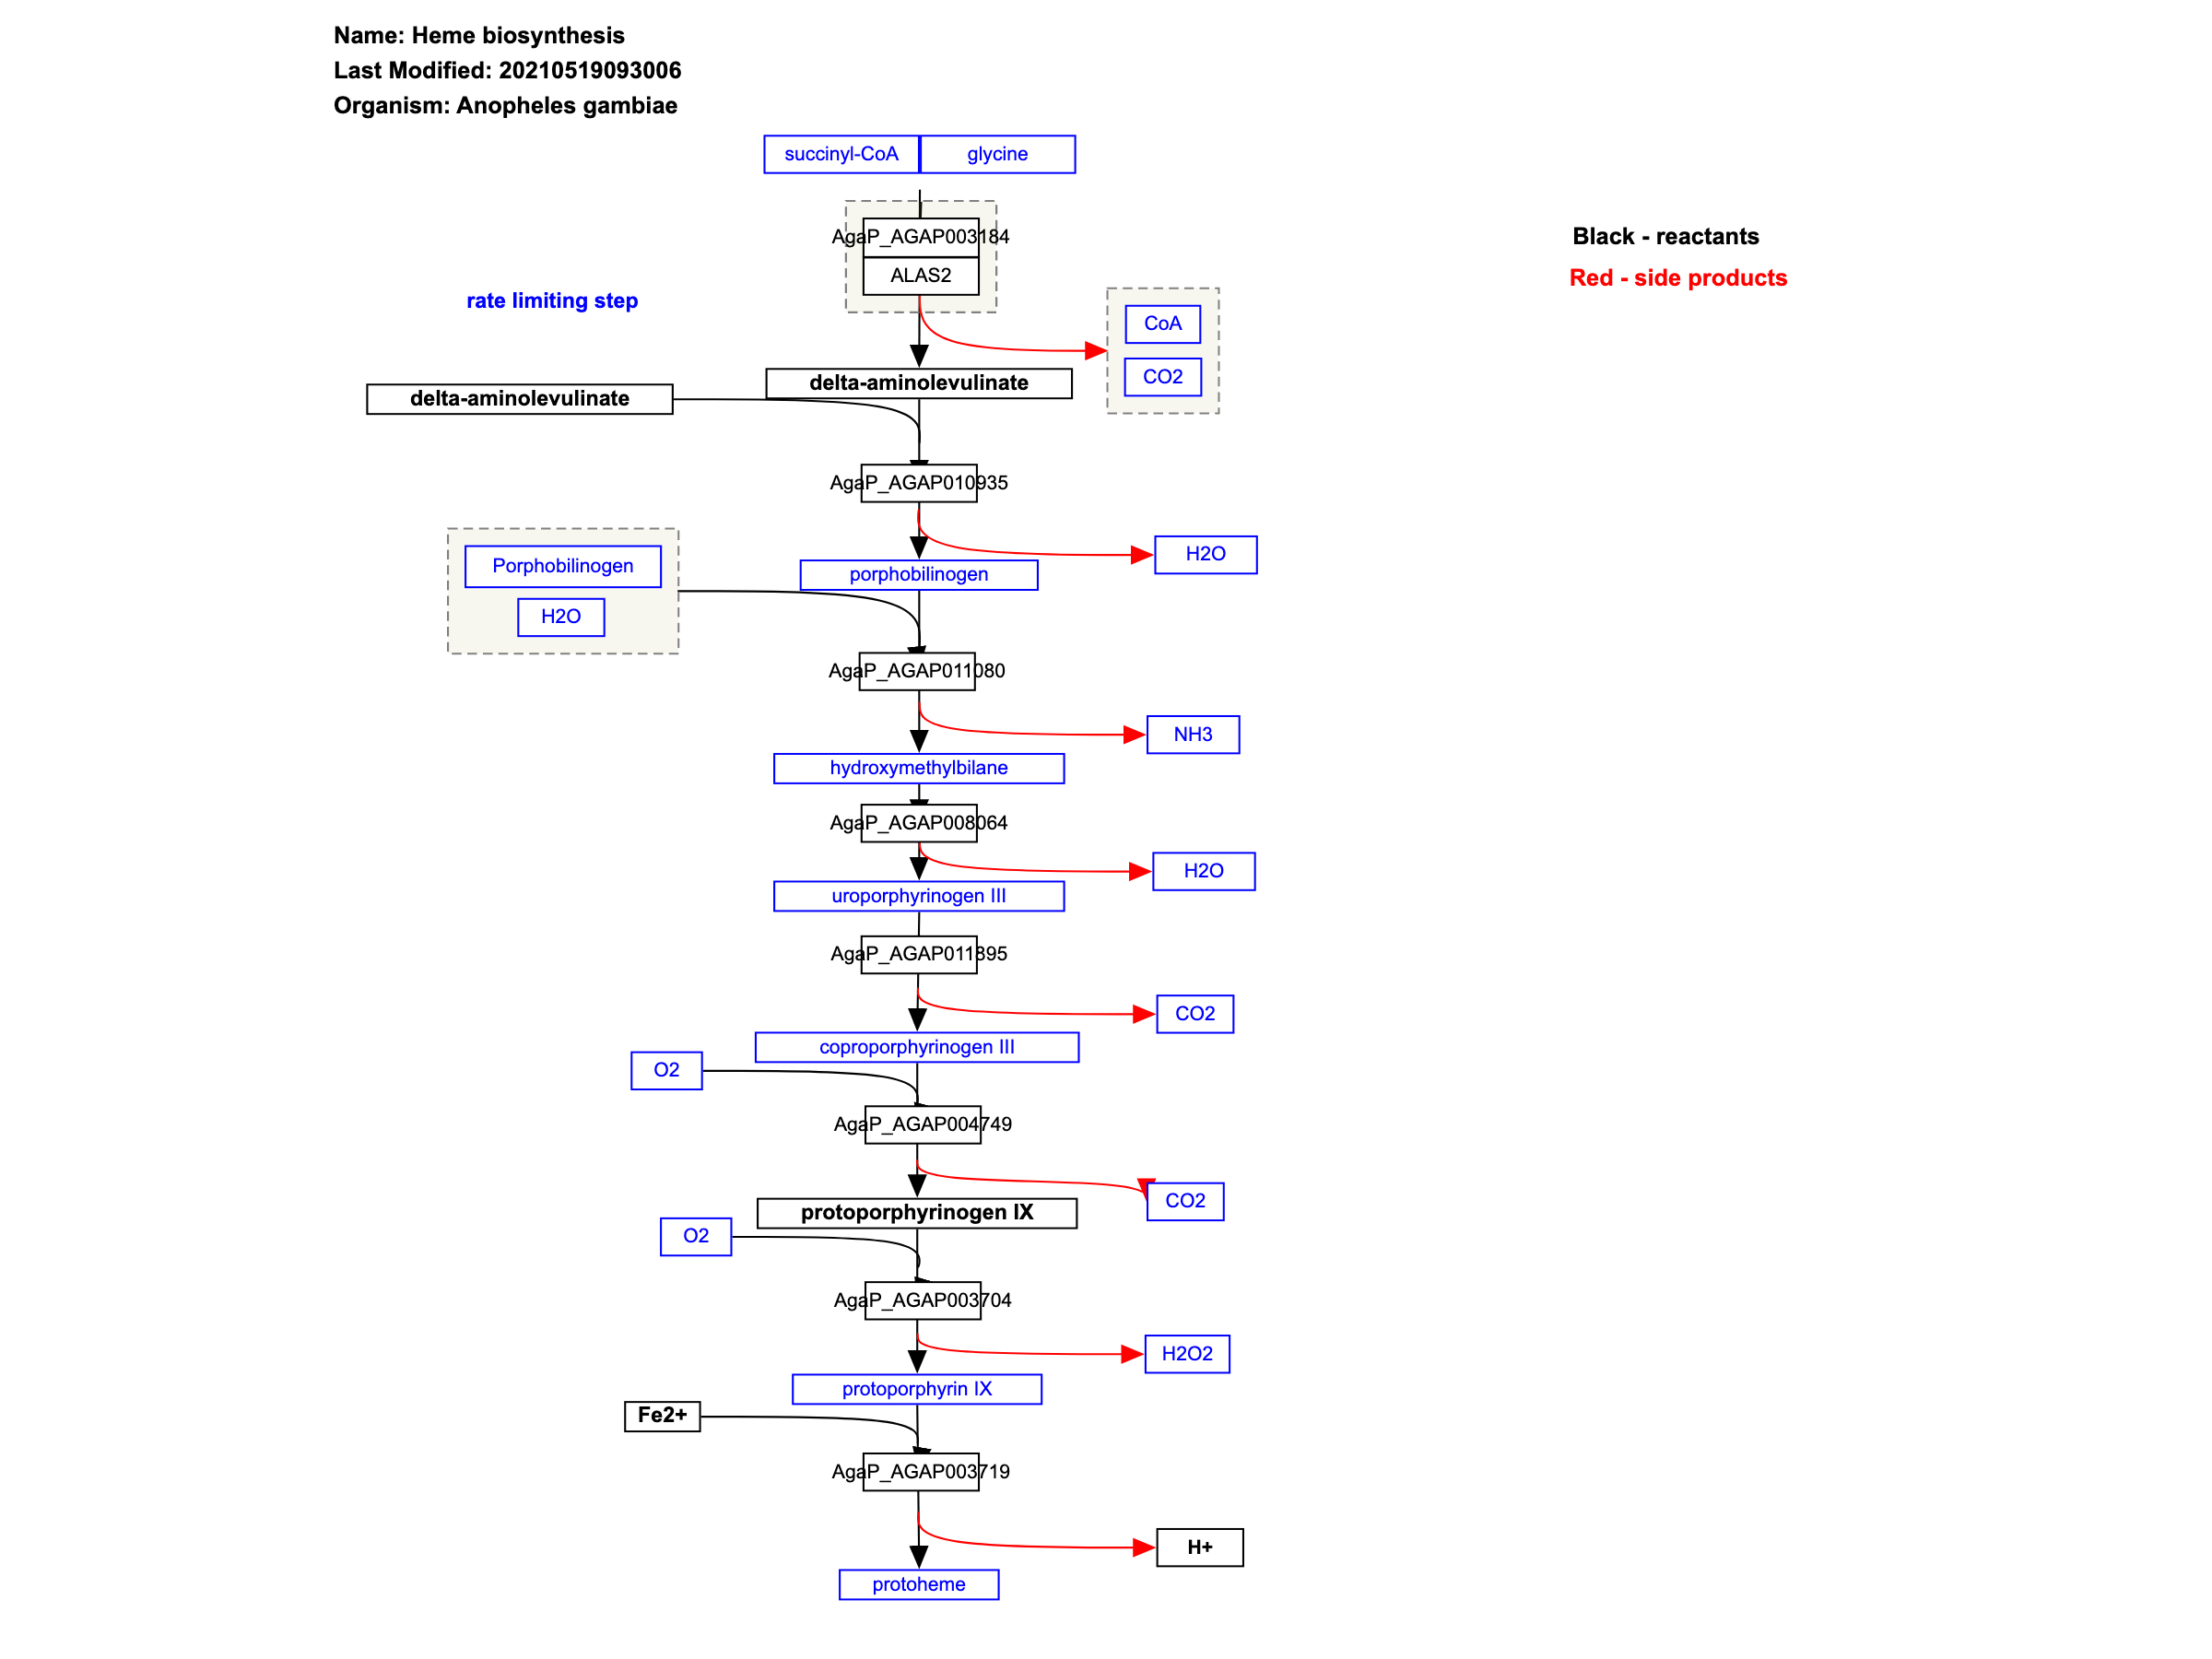 Name: Heme biosynthesis
Last Modified: 20210519093006
Organism: Anopheles gambiae
succinyl-CoA
glycine
AgaP_AGAP003184
ALAS2
Black - reactants
Red - side products
rate limiting step
CoA
CO2
delta-aminolevulinate
delta-aminolevulinate
AgaP_AGAP010935
H2O
Porphobilinogen
H2O
porphobilinogen
AgaP_AGAP011080
NH3
hydroxymethylbilane
AgaP_AGAP008064
H2O
uroporphyrinogen III
AgaP_AGAP011895
CO2
coproporphyrinogen III
O2
AgaP_AGAP004749
CO2
protoporphyrinogen IX
O2
AgaP_AGAP003704
H2O2
protoporphyrin IX
Fe2+
AgaP_AGAP003719
H+
protoheme